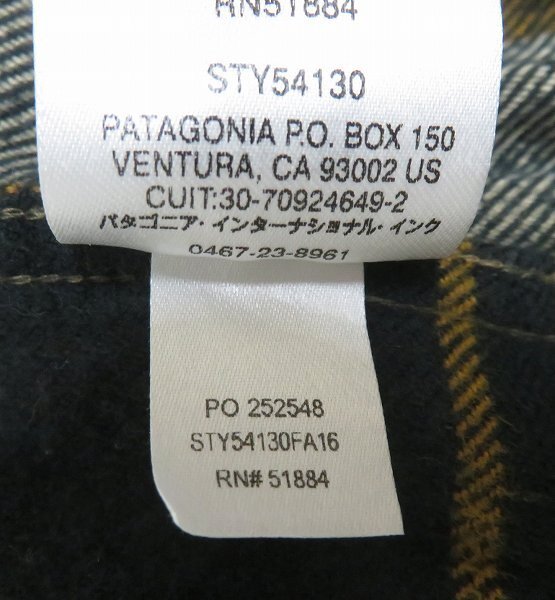 RN51884
STY54130
PATAGONIA P.O. BOX 150
VENTURA, CA 93002 US
CUIT:30-70924649-2
パタゴニア・インターナショナル・インク
0467-23-8961
PO 252548
STY54130FA16
RN# 51884